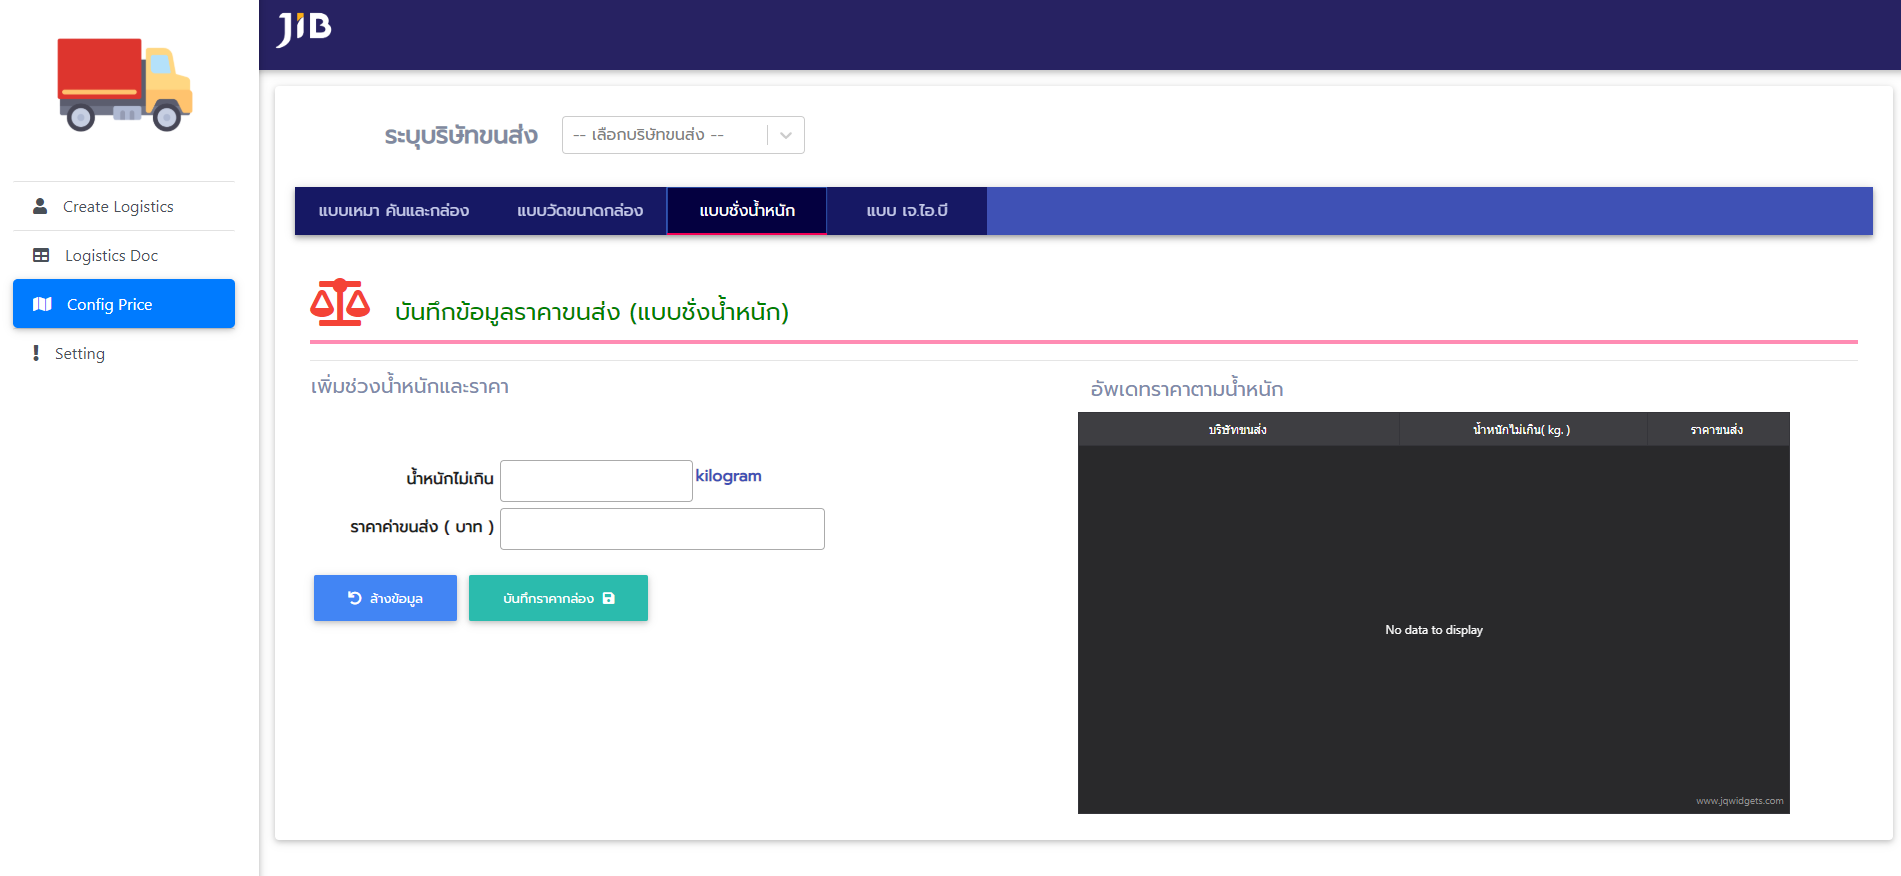 JIB
Create Logistics
Logistics Doc
Config Price
Setting
ระบุบริษัทขนส่ง
-- เลือกบริษัทขนส่ง --
แบบเหมา คันและกล่อง
แบบวัดขนาดกล่อง
แบบชั่งน้ำหนัก
แบบ เจ.ไอ.บี
บันทึกข้อมูลราคาขนส่ง (แบบชั่งน้ำหนัก)
เพิ่มช่วงน้ำหนักและราคา
น้ำหนักไม่เกิน
kilogram
ราคาค่าขนส่ง ( บาท )
ล้างข้อมูล
บันทึกราคากล่อง
อัพเดทราคาตามน้ำหนัก
บริษัทขนส่ง
น้ำหนักไม่เกิน( kg. )
ราคาขนส่ง
No data to display
www.jqwidgets.com